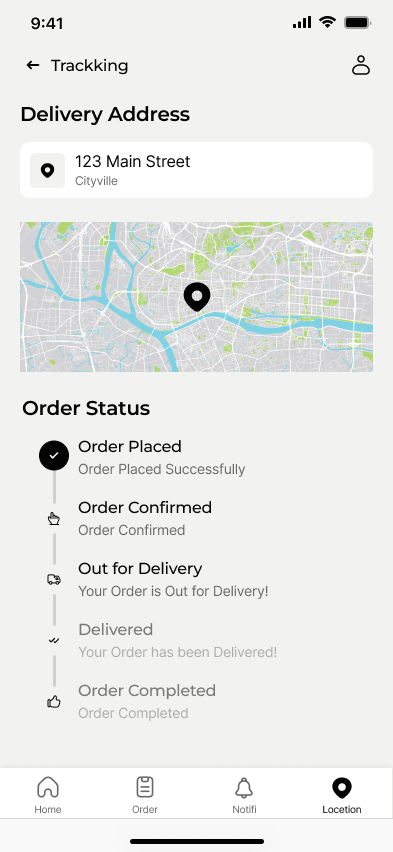 9:41
Trackking
Delivery Address
123 Main Street
Cityville
Order Status
Order Placed
Order Placed Successfully
Order Confirmed
Order Confirmed
Out for Delivery
Your Order is Out for Delivery!
Delivered
Your Order has been Delivered!
Order Completed
Order Completed
Home
Order
Notifi
Locetion